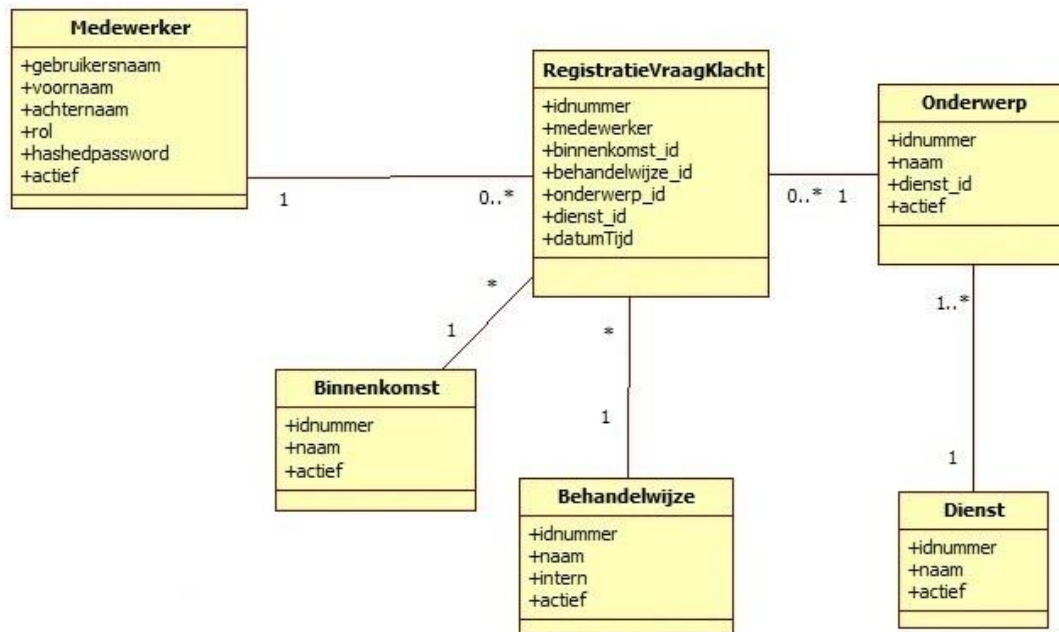 Medewerker
+gebruikersnaam
+voornaam
+achternaam
+rol
+hashedpassword
+actief
1
0..*
RegistratieVraagKlacht
+idnummer
+medewerker
+binnenkomst_id
+behandelwijze_id
+onderwerp_id
+dienst_id
+datumTijd
0..*
1
Onderwerp
+idnummer
+naam
+dienst_id
+actief
*
1
Binnenkomst
+idnummer
+naam
+actief
*
1
Behandelwijze
+idnummer
+naam
+intern
+actief
1..*
1
Dienst
+idnummer
+naam
+actief